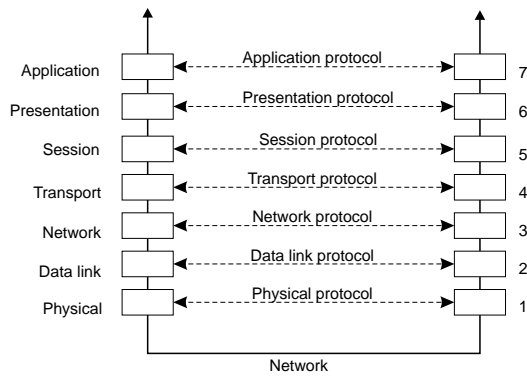 Application Application protocol 7
Presentation Presentation protocol 6
Session Session protocol 5
Transport Transport protocol 4
Network Network protocol 3
Data link Data link protocol 2
Physical Physical protocol 1
Network